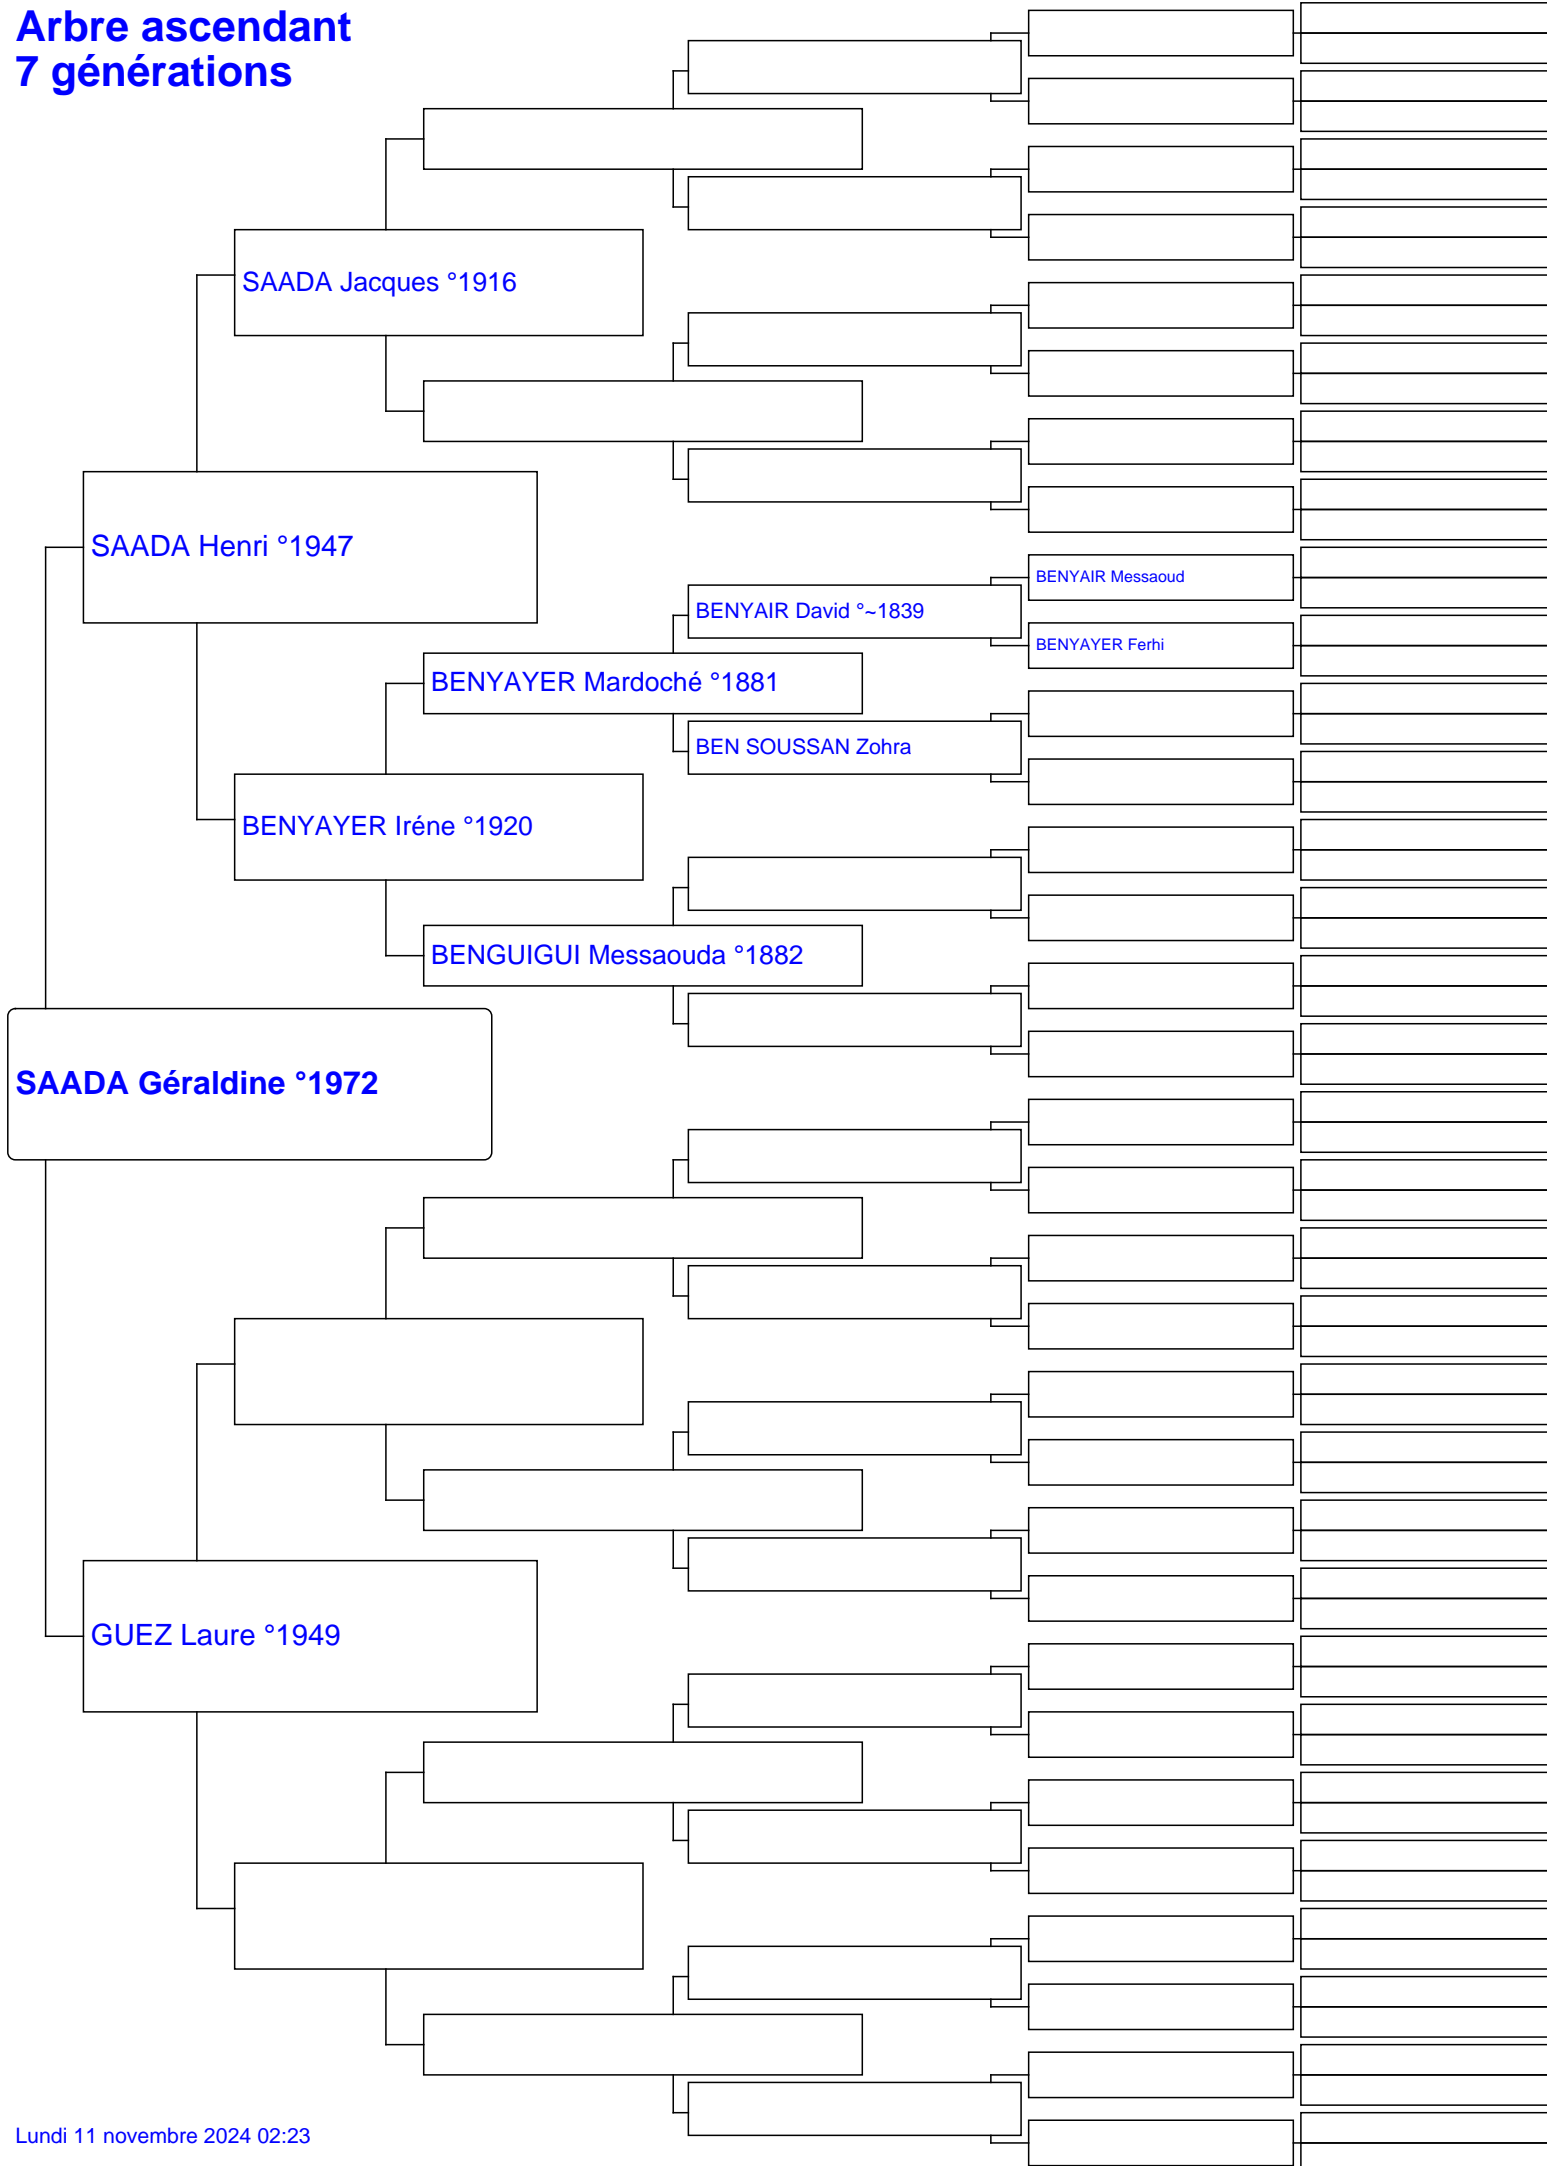 Arbre ascendant
7 générations
SAADA Jacques °1916
SAADA Henri °1947
BENYAIR Messaoud
BENYAIR David °~1839
BENYAYER Ferhi
BENYAYER Mardoché °1881
BEN SOUSSAN Zohra
BENYAYER Iréne °1920
BENGUIGUI Messaouda °1882
SAADA Géraldine °1972
GUEZ Laure °1949
Lundi 11 novembre 2024 02:23